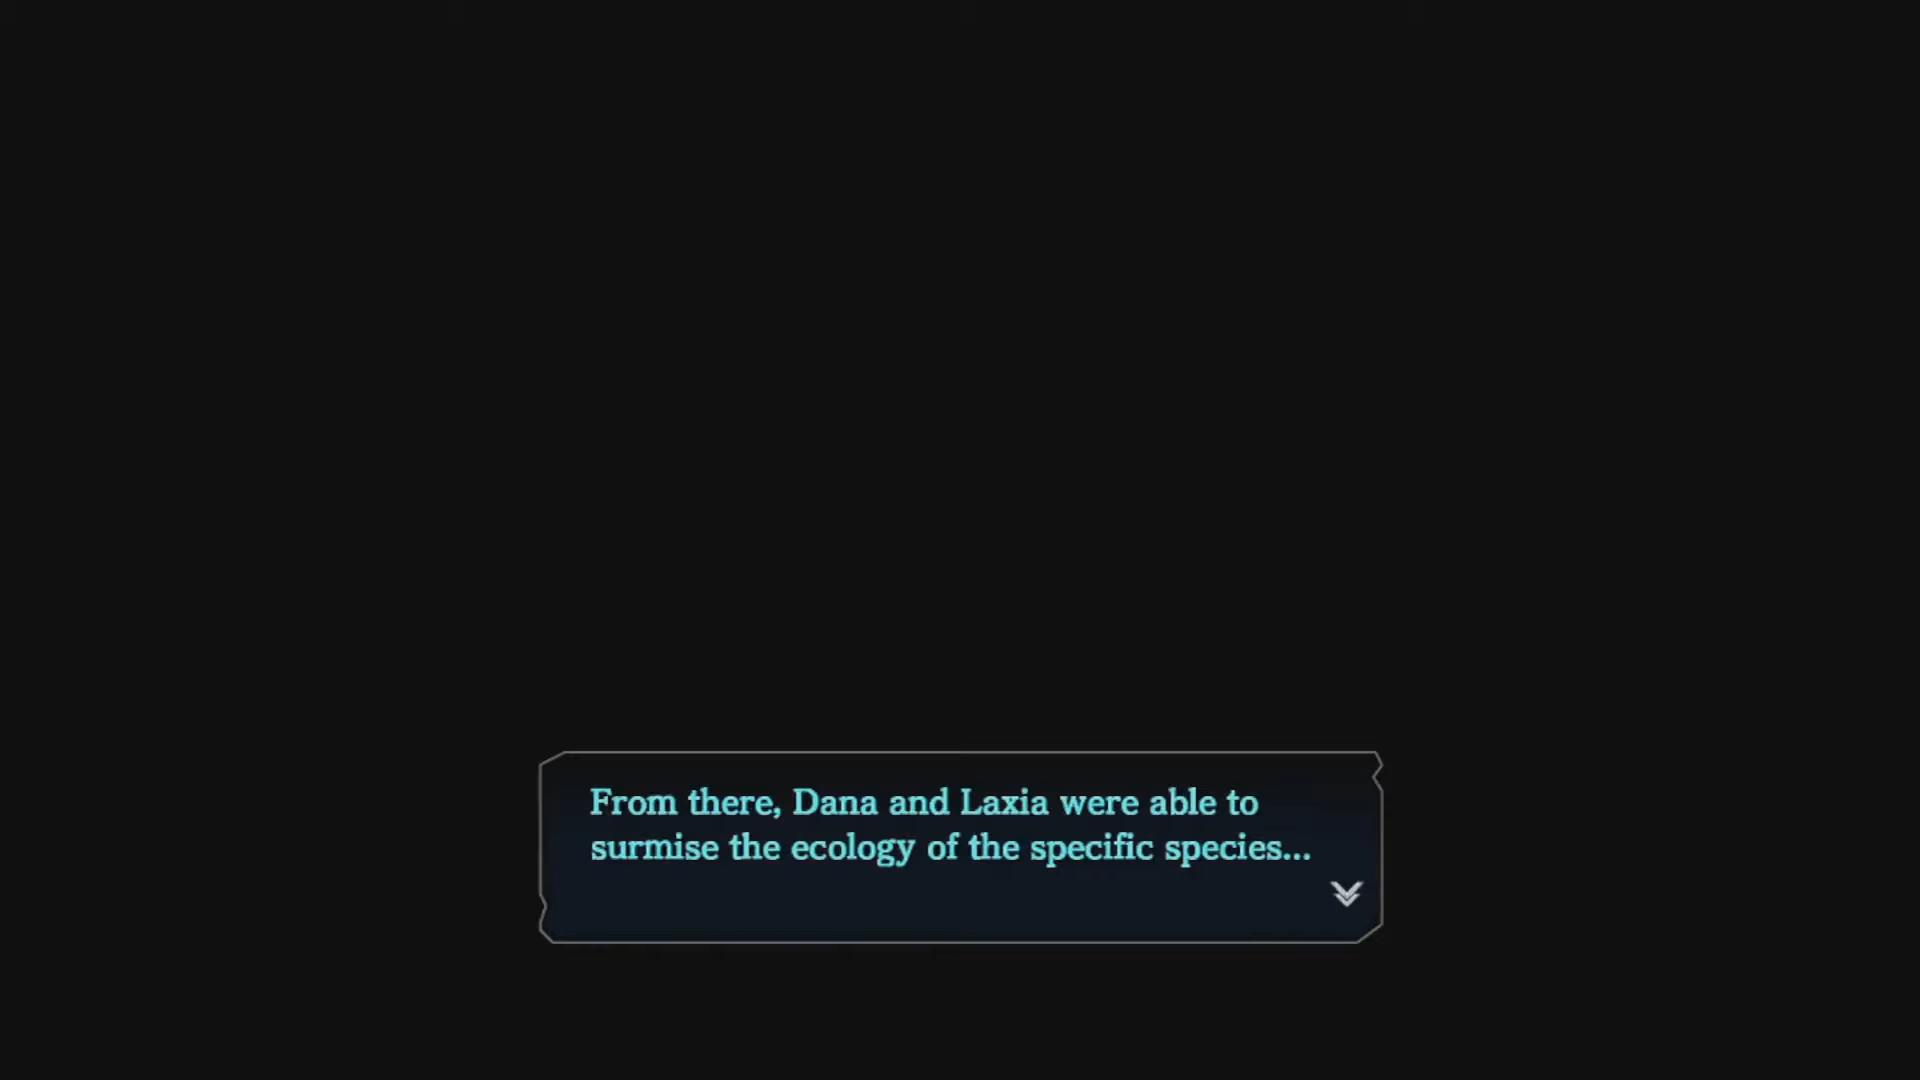 From there, Dana and Laxia were able to
surmise the ecology of the specific species...